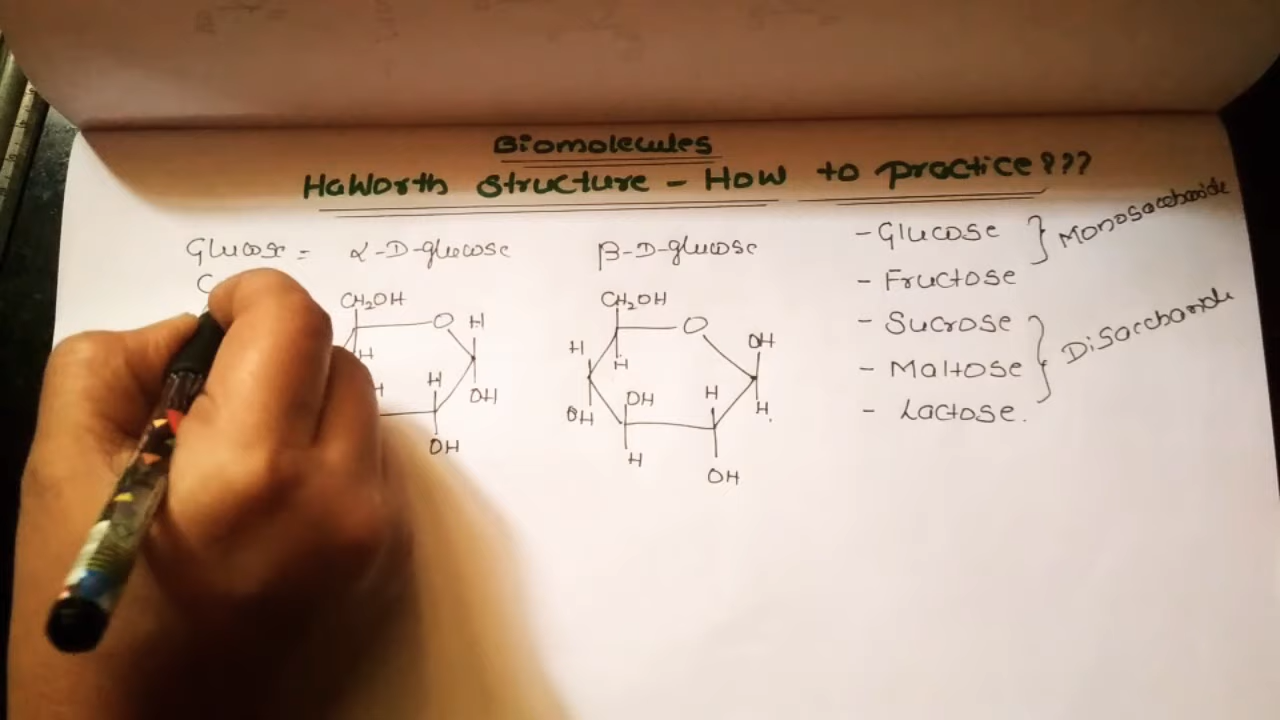 Biomolecules
Haworth Structure - How to practice???
Glucose = α-D-glucose β-D-glucose
C
CH₂OH O H
H
H OH
OH
CH₂OH O
H H OH
OH OH H H
H OH
- Glucose } Monosaccharide
- Fructose
- Sucrose
- Maltose } Disaccharide
- Lactose.